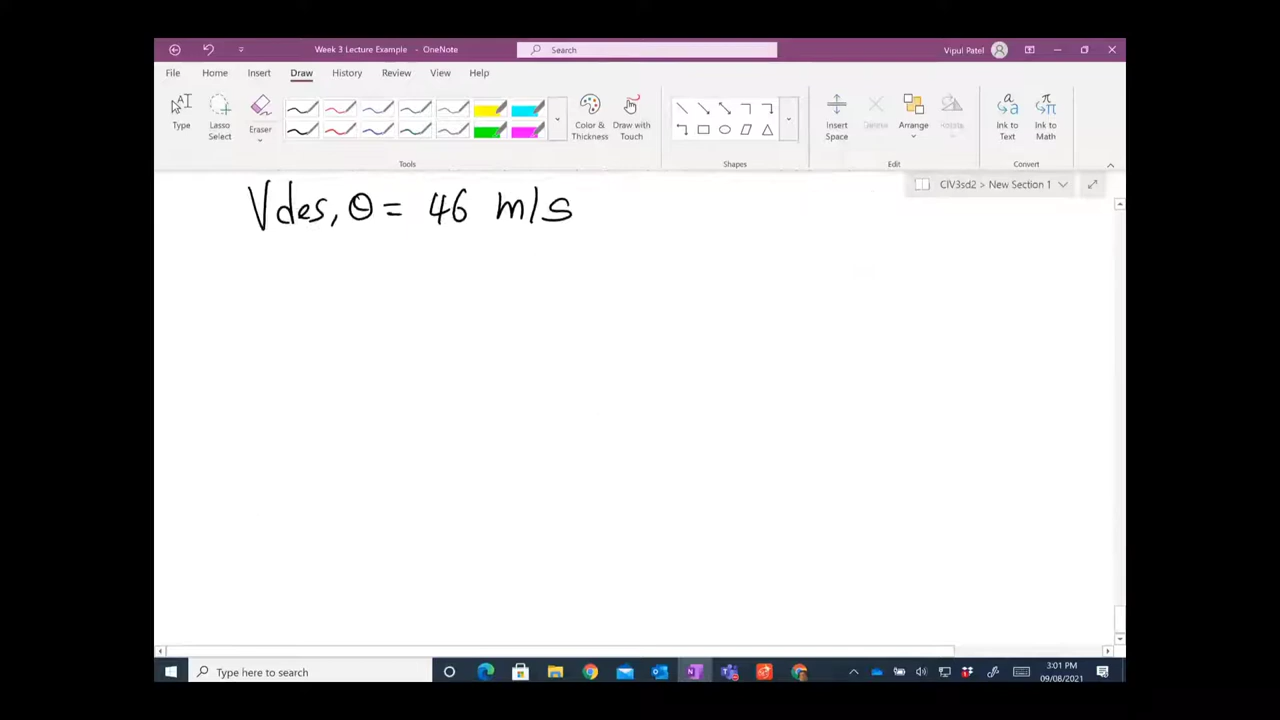 Week 3 Lecture Example - OneNote
Search
Vipul Patel
File Home Insert Draw History Review View Help
Type
Lasso Select
Eraser
Color & Thickness
Draw with Touch
Insert Space
Delete
Arrange
Rotate
Ink to Text
Ink to Math
Tools
Shapes
Edit
Convert
CIV3sd2 > New Section 1
Vdes, θ = 46 m/s
Type here to search
3:01 PM
09/08/2021